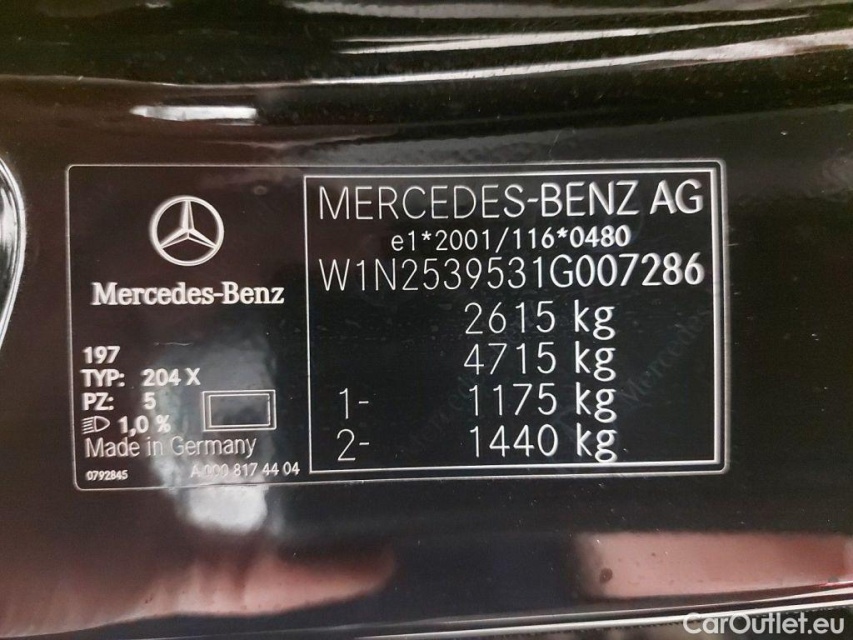 Mercedes-Benz
197
TYP: 204 X
PZ: 5
1,0 %
Made in Germany
0792845
A 000 817 44 04
MERCEDES-BENZ AG
e1*2001/116*0480
W1N2539531G007286
2615 kg
4715 kg
1- 1175 kg
2- 1440 kg
CarOutlet.eu